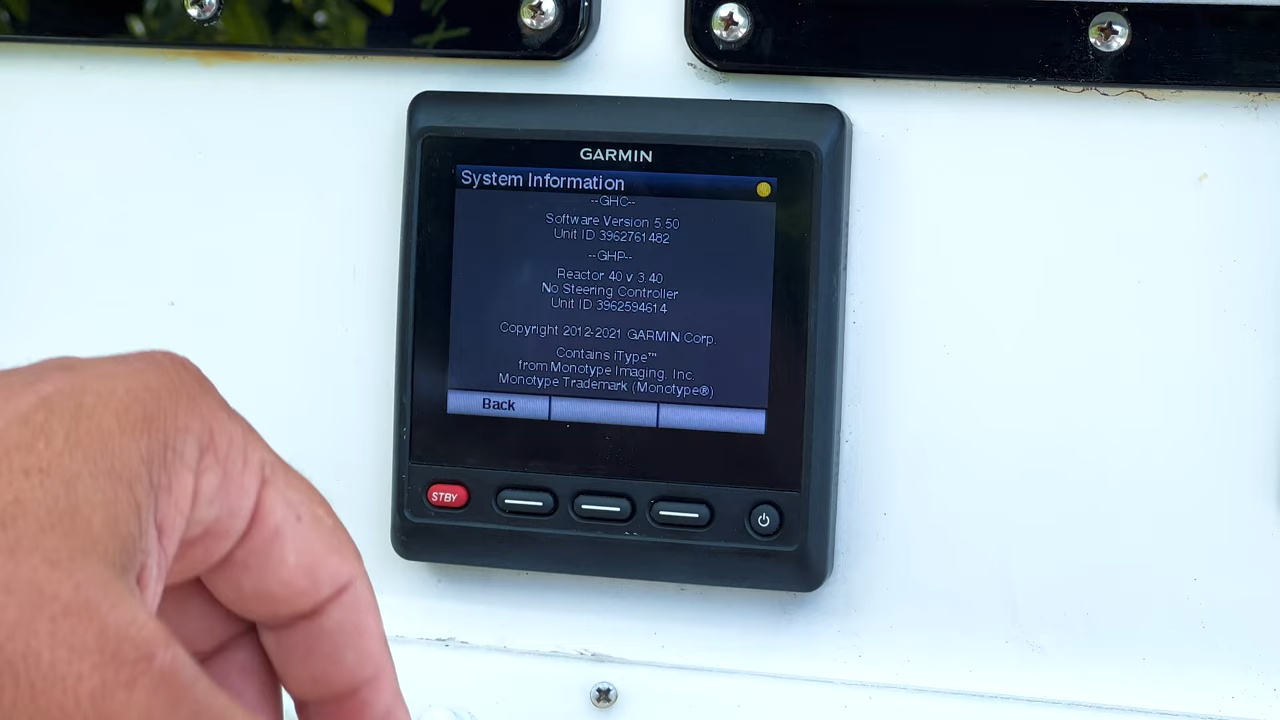 GARMIN
System Information
--GHC--
Software Version 5.50
Unit ID 3962761482
--GHP--
Reactor 40 v 3.40
No Steering Controller
Unit ID 3962594614
Copyright 2012-2021 GARMIN Corp.
Contains iType™
from Monotype Imaging, Inc.
Monotype Trademark (Monotype®)
Back
STBY